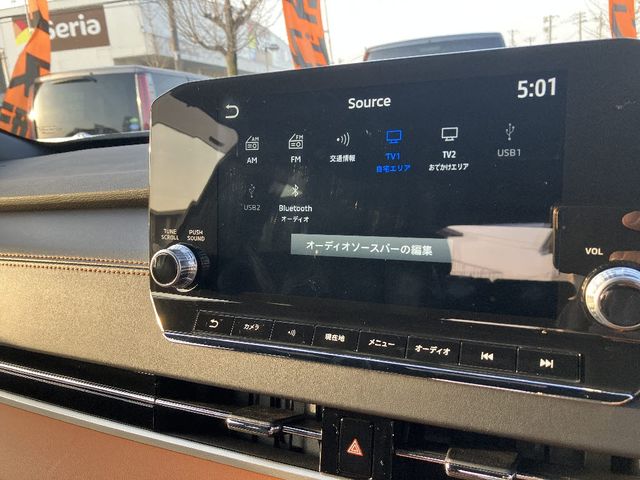 Seria
Source
5:01
AM
FM
交通情報
TV1
自宅エリア
TV2
おでかけエリア
USB1
USB2
Bluetooth
オーディオ
オーディオソースバーの編集
TUNE
SCROLL
PUSH
SOUND
VOL
カメラ
現在地
メニュー
オーディオ